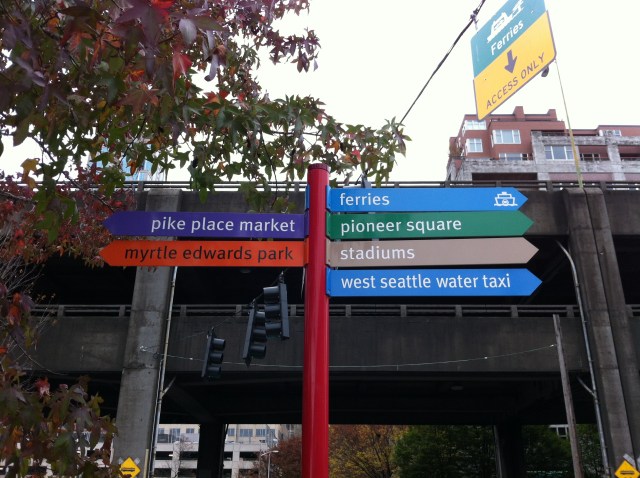 Ferries
ACCESS ONLY
ferries
pike place market
pioneer square
myrtle edwards park
stadiums
west seattle water taxi